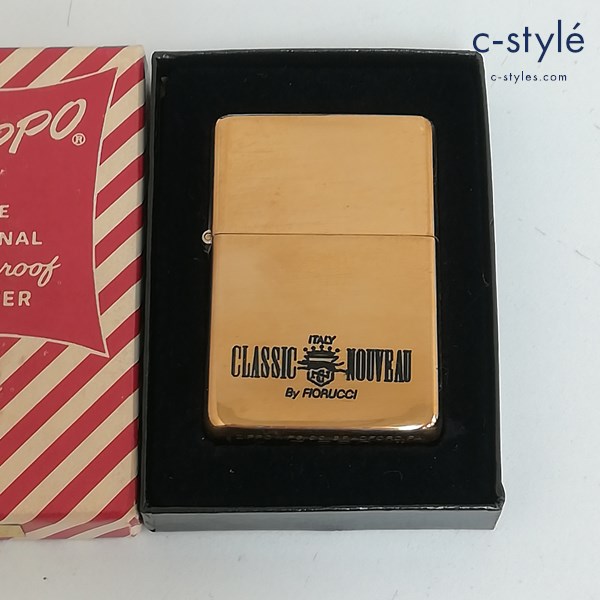 c-stylé
c-styles.com
PPO®
E
NAL
roof
ER
ITALY
CLASSIC NOUVEAU
By FIORUCCI